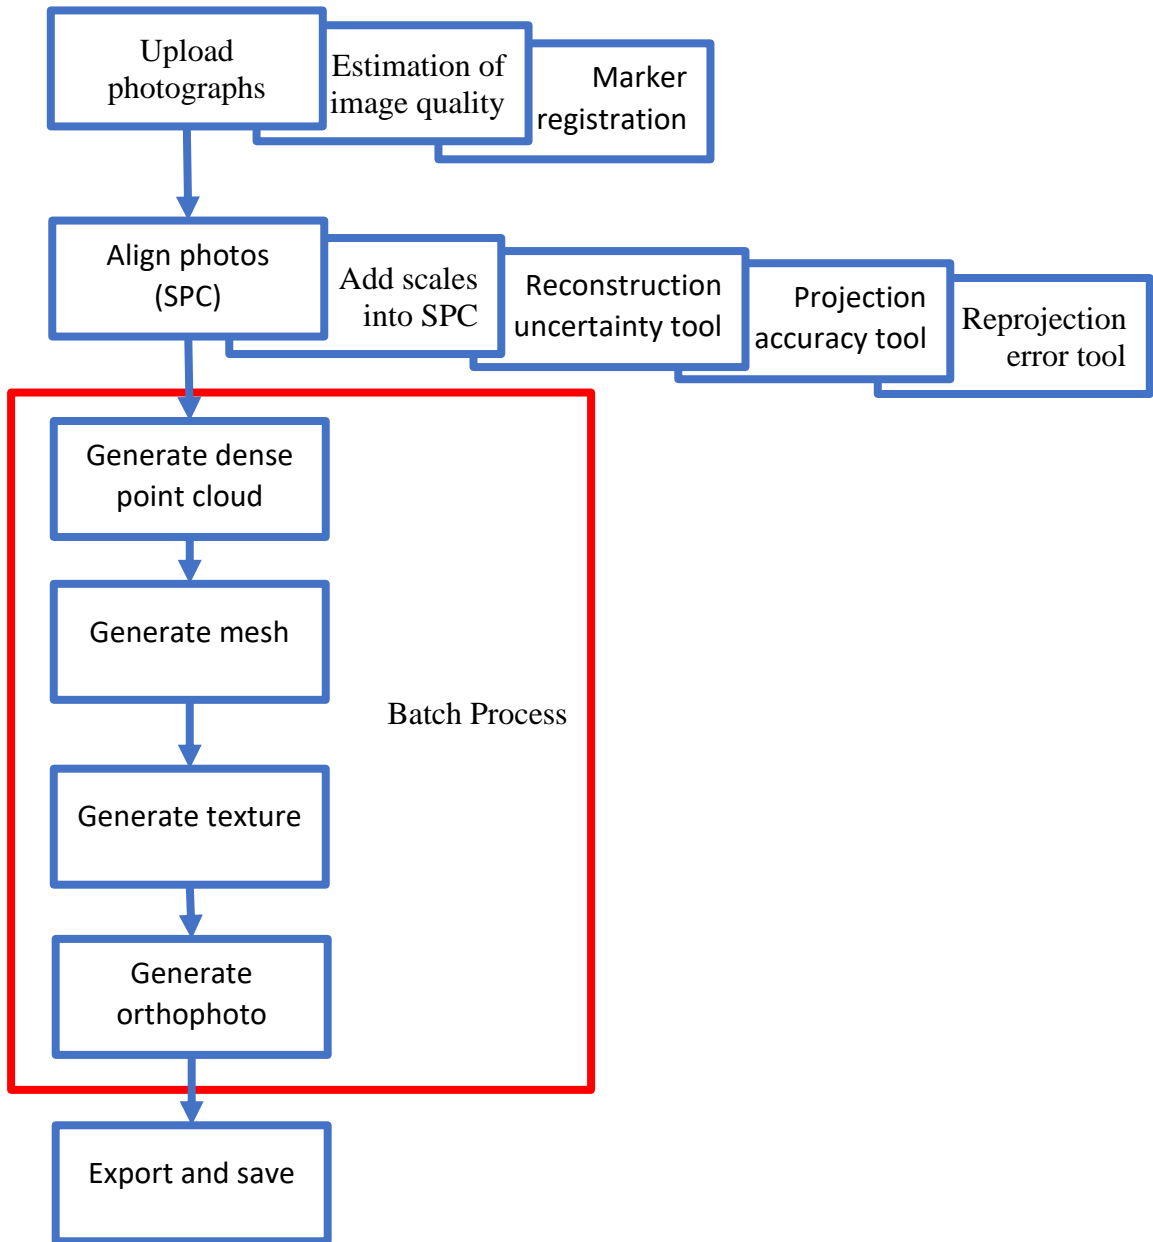 Upload
photographs
Estimation of
image quality
Marker
registration
Align photos
(SPC)
Add scales
into SPC
Reconstruction
uncertainty tool
Projection
accuracy tool
Reprojection
error tool
Generate dense
point cloud
Generate mesh
Batch Process
Generate texture
Generate
orthophoto
Export and save